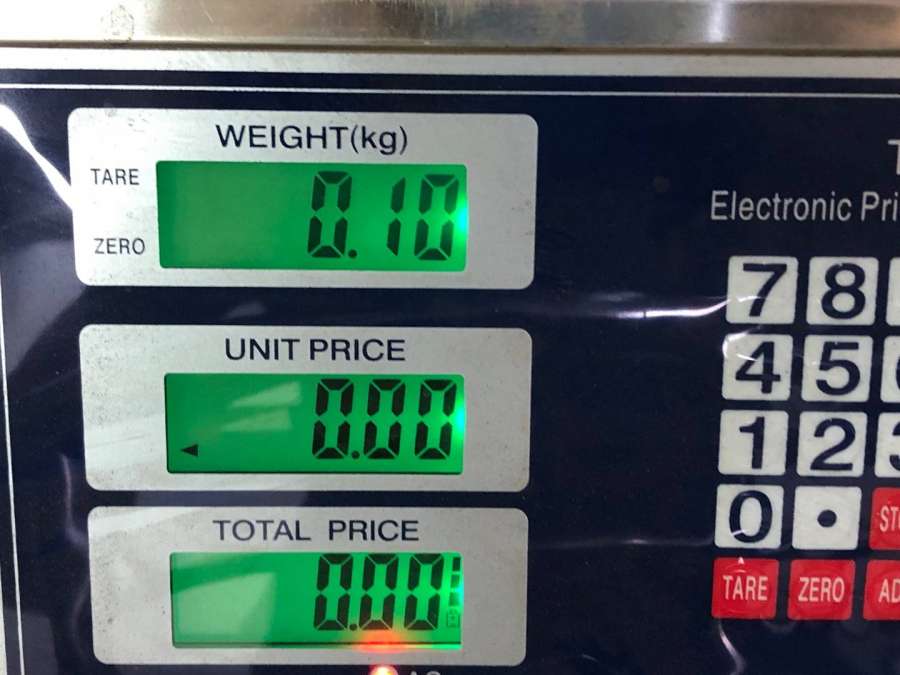 WEIGHT(kg)
TARE
0.10
ZERO
UNIT PRICE
0.00
TOTAL PRICE
0.00
Electronic
7 8
4 5
1 2
0 .
TARE ZERO